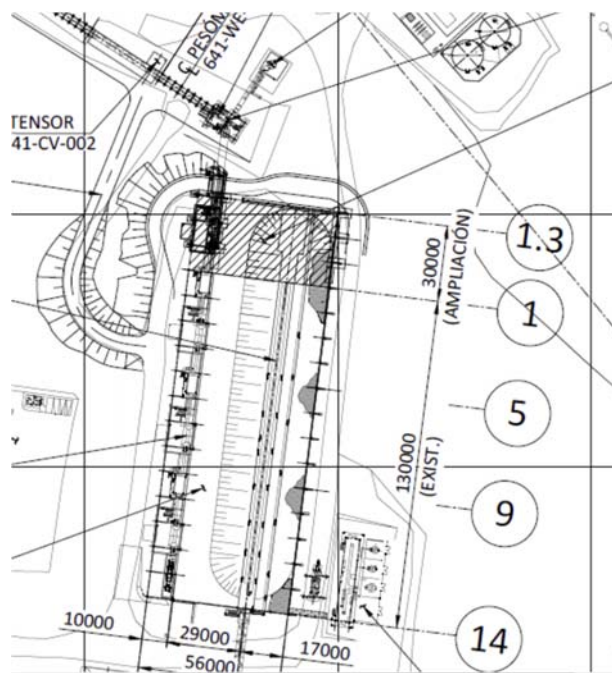 ℄ PESÓM
641-WE-
TENSOR
41-CV-002
1.3
30000
(AMPLIACIÓN)
1
5
130000
(EXIST.)
9
14
10000
29000
17000
56000